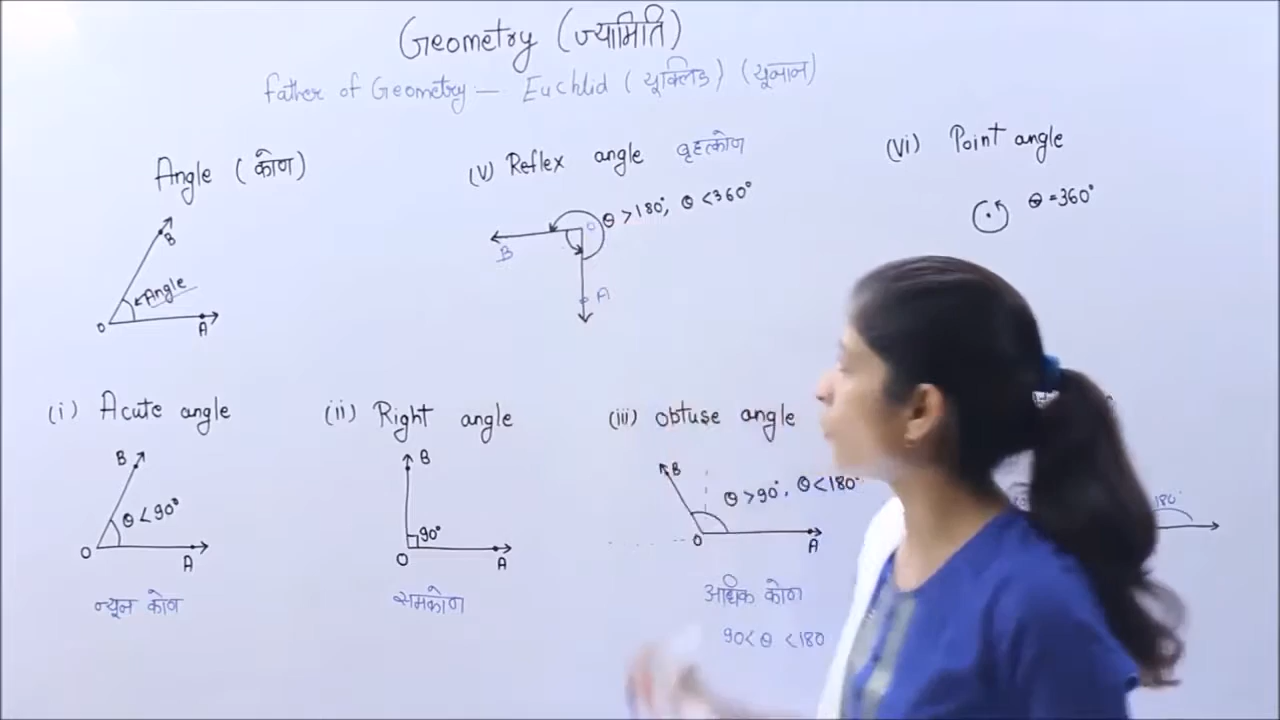 Geometry (ज्यामिति)
Father of Geometry — Euchlid (यूक्लिड) (यूनान)
Angle (कोण)
B
Angle
O
A
(v) Reflex angle बृहत्कोण
θ > 180°, θ < 360°
O
B
A
(vi) Point angle
θ = 360°
(i) Acute angle
B
θ < 90°
O
A
न्यून कोण
(ii) Right angle
B
90°
O
A
समकोण
(iii) obtuse angle
B
θ > 90°, θ < 180°
O
A
अधिक कोण
90 < θ < 180
180°